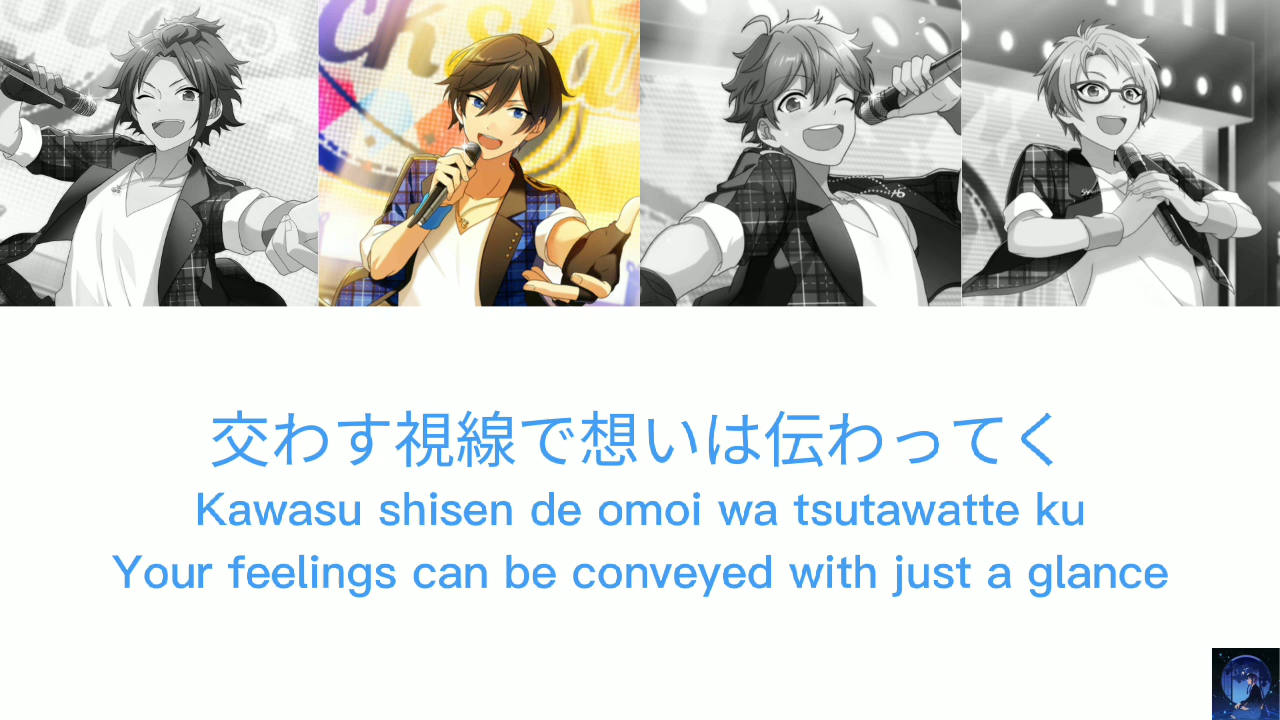 交わす視線で想いは伝わってく
Kawasu shisen de omoi wa tsutawatte ku
Your feelings can be conveyed with just a glance